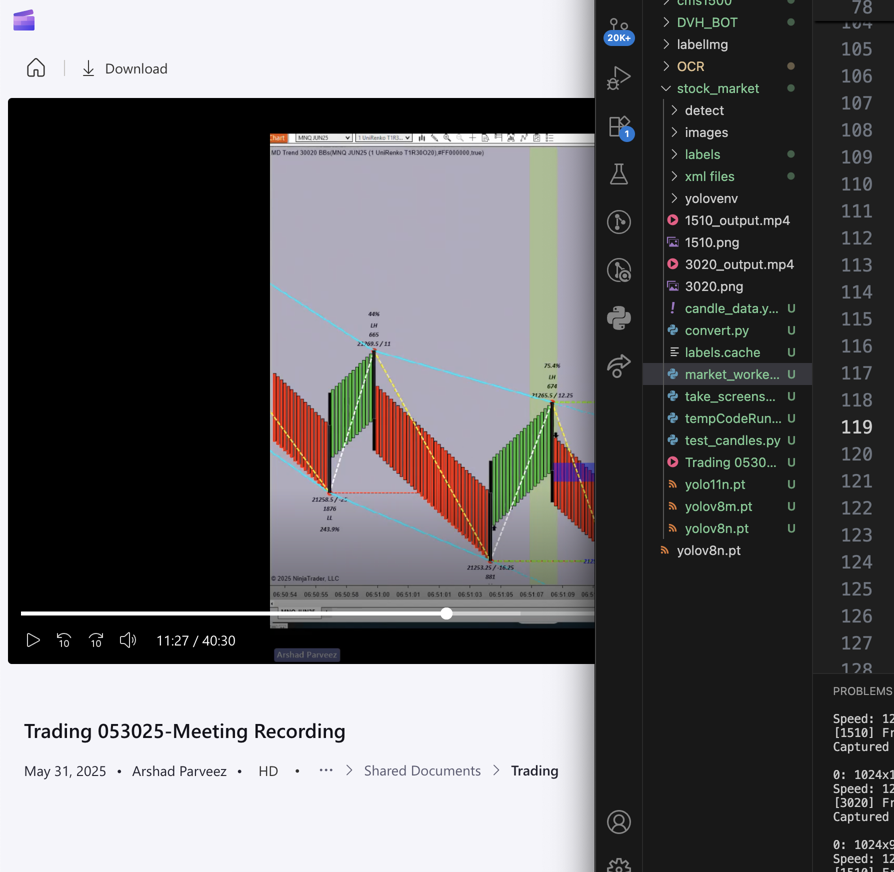 Download
Chart MNQ JUN25 1 UniRenko T1R3...
MD Trend 30020 BBs(MNQ JUN25 (1 UniRenko T1R30O20),#FF000000,true)
44%
LH
665
21269.5 / 11
75.4%
LH
674
21265.5 / 12.25
21258.5 /
1876
LL
243.9%
21253.25 / -16.25
881
© 2025 NinjaTrader, LLC
06:50:54 06:50:55 06:50:58 06:51:00 06:51:01 06:51:03 06:51:05 06:51:07 06:51:09 06:51
MNQ JUN25
10 10 11:27 / 40:30
Arshad Parveez
Trading 053025-Meeting Recording
May 31, 2025 • Arshad Parveez • HD • ··· > Shared Documents > Trading
20K+
1
cms1500
DVH_BOT
labelImg
OCR
stock_market
detect
images
labels
xml files
yolovenv
1510_output.mp4
1510.png
3020_output.mp4
3020.png
candle_data.y... U
convert.py U
labels.cache U
market_worke... U
take_screens... U
tempCodeRun... U
test_candles.py U
Trading 0530... U
yolo11n.pt U
yolov8m.pt U
yolov8n.pt U
yolov8n.pt
78
104
105
106
107
108
109
110
111
112
113
114
115
116
117
118
119
120
121
122
123
124
125
126
127
128
PROBLEMS
Speed: 12
[1510] Fr
Captured
0: 1024x1
Speed: 12
[3020] Fr
Captured
0: 1024x9
Speed: 12
[1510] Fr